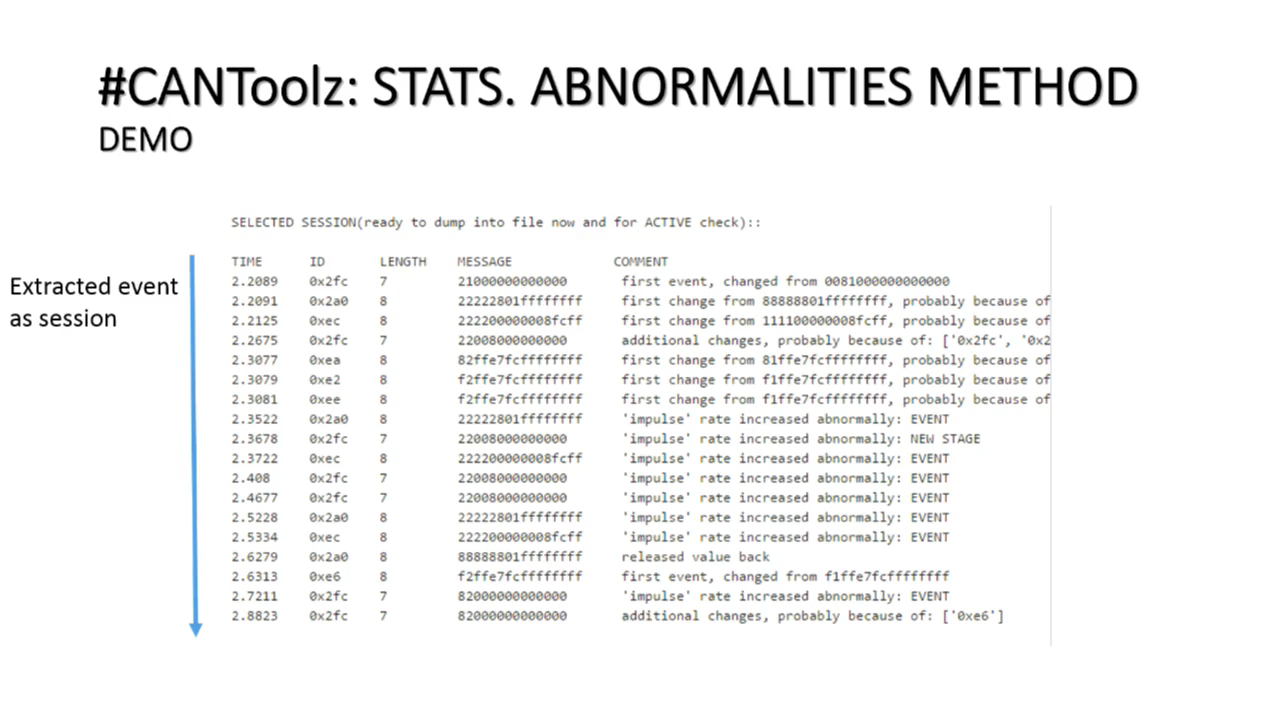 #CANToolz: STATS. ABNORMALITIES METHOD
DEMO
Extracted event
as session
SELECTED SESSION(ready to dump into file now and for ACTIVE check)::
TIME ID LENGTH MESSAGE COMMENT
2.2089 0x2fc 7 21000000000000 first event, changed from 0081000000000000
2.2091 0x2a0 8 22222801ffffffff first change from 88888801ffffffff, probably because of
2.2125 0xec 8 222200000008fcff first change from 111100000008fcff, probably because of
2.2675 0x2fc 7 22008000000000 additional changes, probably because of: ['0x2fc', '0x2
2.3077 0xea 8 82ffe7fcffffffff first change from 81ffe7fcffffffff, probably because of
2.3079 0xe2 8 f2ffe7fcffffffff first change from f1ffe7fcffffffff, probably because of
2.3081 0xee 8 f2ffe7fcffffffff first change from f1ffe7fcffffffff, probably because of
2.3522 0x2a0 8 22222801ffffffff 'impulse' rate increased abnormally: EVENT
2.3678 0x2fc 7 22008000000000 'impulse' rate increased abnormally: NEW STAGE
2.3722 0xec 8 222200000008fcff 'impulse' rate increased abnormally: EVENT
2.408 0x2fc 7 22008000000000 'impulse' rate increased abnormally: EVENT
2.4677 0x2fc 7 22008000000000 'impulse' rate increased abnormally: EVENT
2.5228 0x2a0 8 22222801ffffffff 'impulse' rate increased abnormally: EVENT
2.5334 0xec 8 222200000008fcff 'impulse' rate increased abnormally: EVENT
2.6279 0x2a0 8 88888801ffffffff released value back
2.6313 0xe6 8 f2ffe7fcffffffff first event, changed from f1ffe7fcffffffff
2.7211 0x2fc 7 82000000000000 'impulse' rate increased abnormally: EVENT
2.8823 0x2fc 7 82000000000000 additional changes, probably because of: ['0xe6']